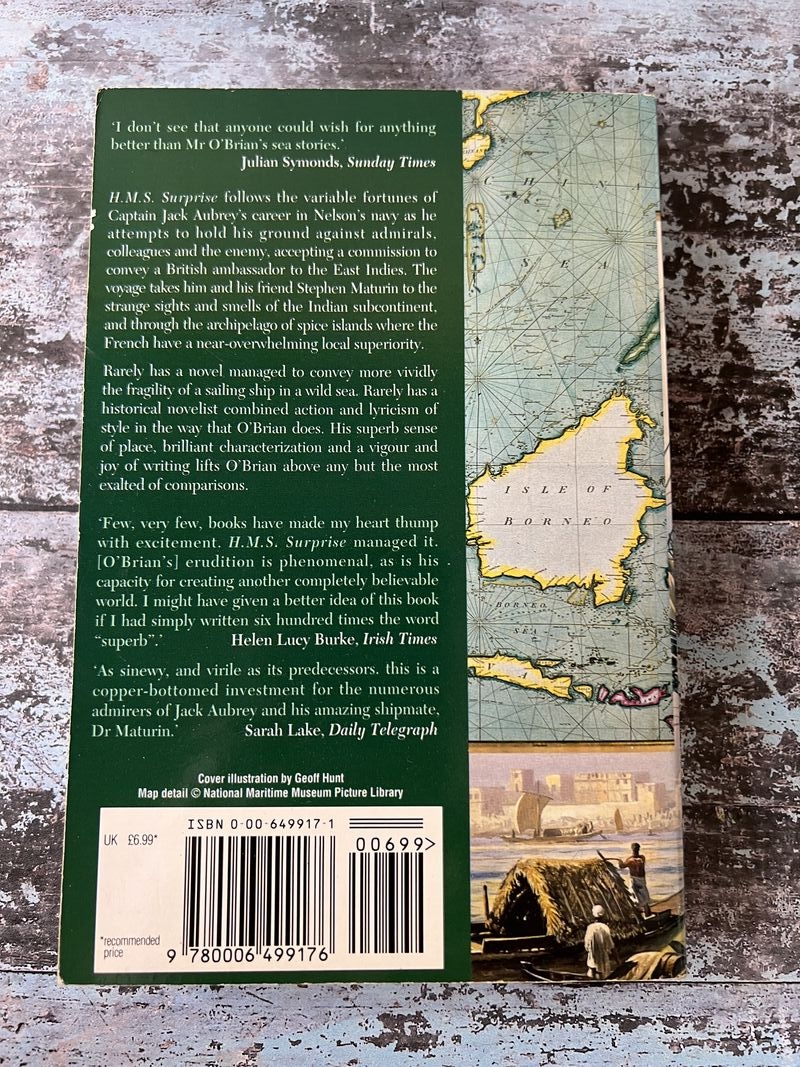 'I don't see that anyone could wish for anything
better than Mr O'Brian's sea stories.'
Julian Symonds, Sunday Times
H.M.S. Surprise follows the variable fortunes of
Captain Jack Aubrey's career in Nelson's navy as he
attempts to hold his ground against admirals,
colleagues and the enemy, accepting a commission to
convey a British ambassador to the East Indies. The
voyage takes him and his friend Stephen Maturin to the
strange sights and smells of the Indian subcontinent,
and through the archipelago of spice islands where the
French have a near-overwhelming local superiority.
Rarely has a novel managed to convey more vividly
the fragility of a sailing ship in a wild sea. Rarely has a
historical novelist combined action and lyricism of
style in the way that O'Brian does. His superb sense
of place, brilliant characterization and a vigour and
joy of writing lifts O'Brian above any but the most
exalted of comparisons.
'Few, very few, books have made my heart thump
with excitement. H.M.S. Surprise managed it.
[O'Brian's] erudition is phenomenal, as is his
capacity for creating another completely believable
world. I might have given a better idea of this book
if I had simply written six hundred times the word
"superb".' Helen Lucy Burke, Irish Times
'As sinewy, and virile as its predecessors. this is a
copper-bottomed investment for the numerous
admirers of Jack Aubrey and his amazing shipmate,
Dr Maturin.' Sarah Lake, Daily Telegraph
Cover illustration by Geoff Hunt
Map detail © National Maritime Museum Picture Library
ISBN 0-00-649917-1
UK £6.99*
00699>
*recommended
price
9 780006 499176
CHINA
SEA
ISLE OF
BORNEO
BORNEO
SEA